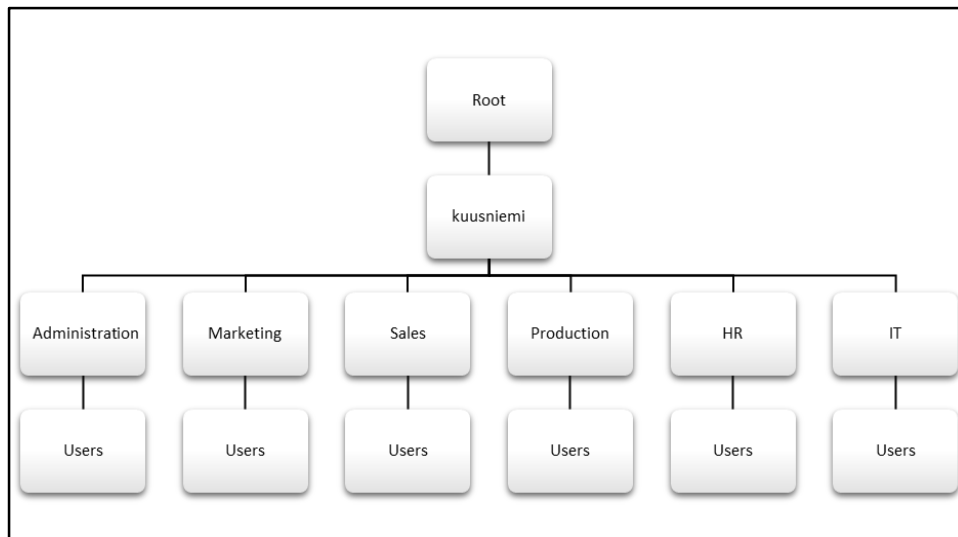 Root
kuusniemi
Administration
Marketing
Sales
Production
HR
IT
Users
Users
Users
Users
Users
Users